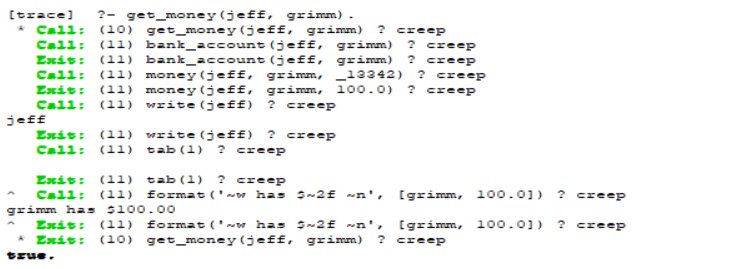 [trace]  ?- get_money(jeff, grimm).
 * Call: (10) get_money(jeff, grimm) ? creep
   Call: (11) bank_account(jeff, grimm) ? creep
   Exit: (11) bank_account(jeff, grimm) ? creep
   Call: (11) money(jeff, grimm, _13342) ? creep
   Exit: (11) money(jeff, grimm, 100.0) ? creep
   Call: (11) write(jeff) ? creep
jeff
   Exit: (11) write(jeff) ? creep
   Call: (11) tab(1) ? creep
   Exit: (11) tab(1) ? creep
^  Call: (11) format('~w has $~2f ~n', [grimm, 100.0]) ? creep
grimm has $100.00
^  Exit: (11) format('~w has $~2f ~n', [grimm, 100.0]) ? creep
 * Exit: (10) get_money(jeff, grimm) ? creep
true.